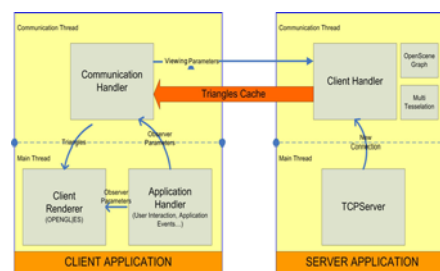 Communication Thread
Communication
Handler
Viewing Parameters
Triangles Cache
Triangles
Observer
Parameters
Main Thread
Client
Renderer
(OPENGL|ES)
Observer
Parameters
Application
Handler
(User Interaction, Application
Events...)
CLIENT APPLICATION
Communication Thread
Client Handler
OpenScene
Graph
Multi
Tesselation
New
Connection
Main Thread
TCPServer
SERVER APPLICATION